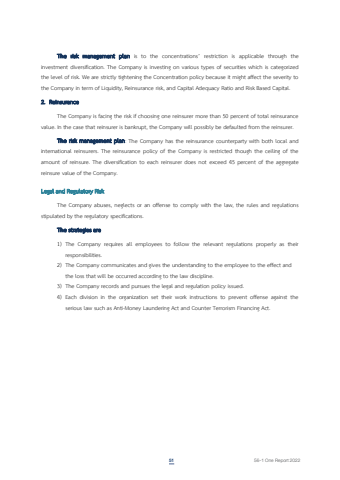 The risk management plan is to the concentrations' restriction is applicable through the
investment diversification. The Company is investing on various types of securities which is categorized
the level of risk. We are strictly tightening the Concentration policy because it might affect the severity to
the Company in term of Liquidity, Reinsurance risk, and Capital Adequacy Ratio and Risk Based Capital.
2. Reinsurance
The Company is facing the risk if choosing one reinsurer more than 50 percent of total reinsurance
value. In the case that reinsurer is bankrupt, the Company will possibly be defaulted from the reinsurer.
The risk management plan: The Company has the reinsurance counterparty with both local and
international reinsurers. The reinsurance policy of the Company is restricted though the ceiling of the
amount of reinsure. The diversification to each reinsurer does not exceed 45 percent of the aggregate
reinsure value of the Company.
Legal and Regulatory Risk
The Company abuses, neglects or an offense to comply with the law, the rules and regulations
stipulated by the regulatory specifications.
The strategies are
1) The Company requires all employees to follow the relevant regulations properly as their
responsibilities.
2) The Company communicates and gives the understanding to the employee to the effect and
the loss that will be occurred according to the law discipline.
3) The Company records and pursues the legal and regulation policy issued.
4) Each division in the organization set their work instructions to prevent offense against the
serious law such as Anti-Money Laundering Act and Counter Terrorism Financing Act.
56-1 One Report 2022